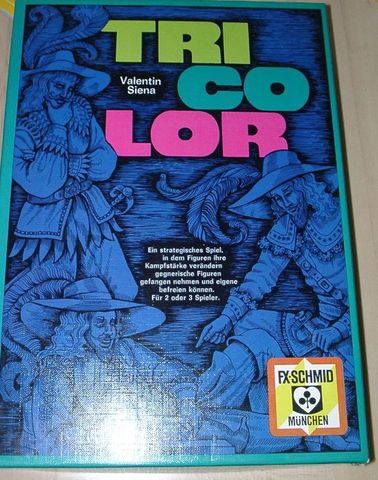 TRI
CO
LOR
Valentin
Siena
Ein strategisches Spiel,
in dem Figuren ihre
Kampfstärke verändern
gegnerische Figuren
gefangen nehmen und eigene
befreien können.
Für 2 oder 3 Spieler.
FX·SCHMID
MÜNCHEN